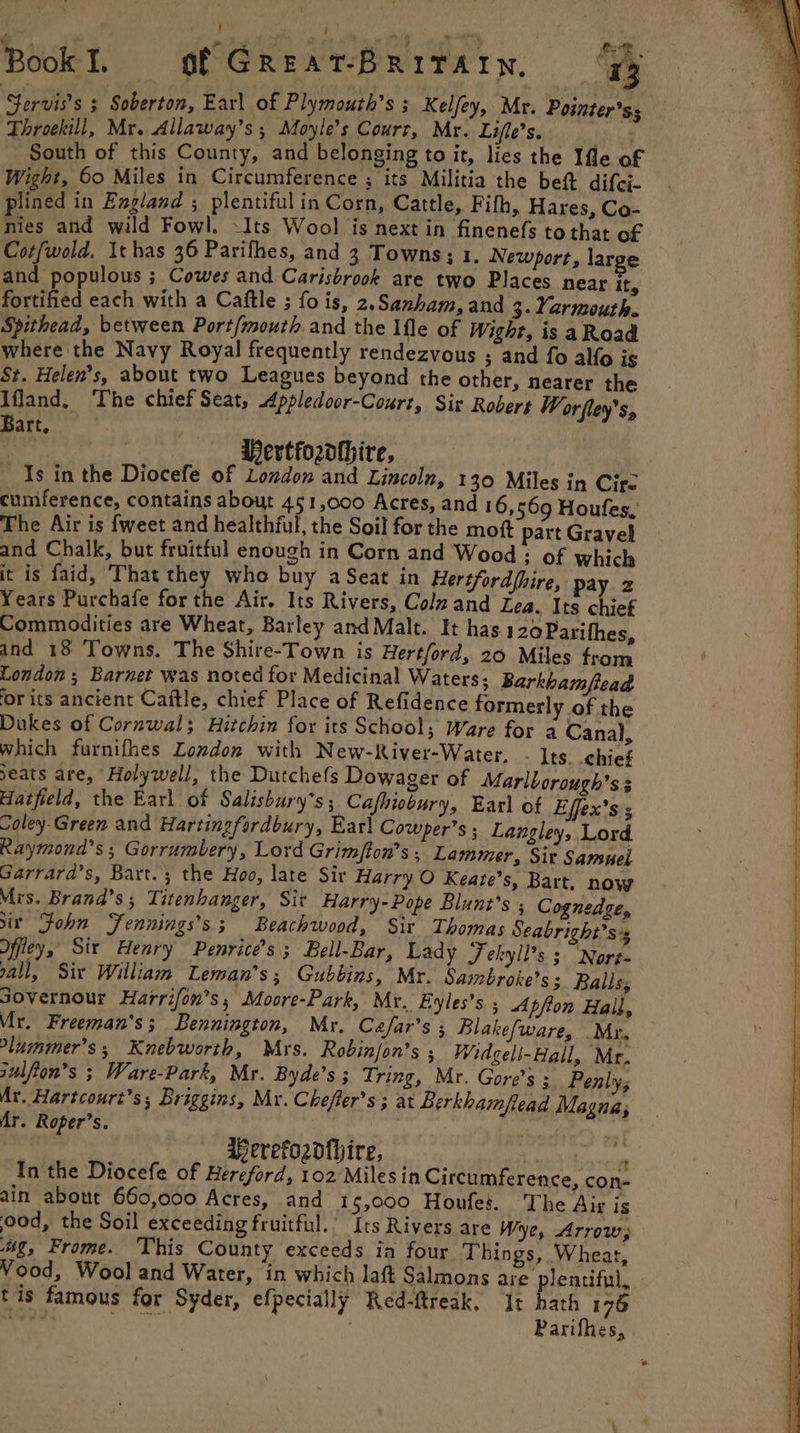 Book I. of GREAT-BRITAIN. 13
Jervis's ; Soberton, Earl of Plymouth's ; Kelſey, Mr. Pointer's;
Throekill, Mr. Allaway's ; Moyle's Court, Mr. Liſle's.
South of this County, and belonging to it, lies the Iſle of
Wight, 60 Miles in Circumference ; its Militia the beſt diſci-
plined in England ; plentiful in Corn, Cattle, Fiſh, Hares, Co-
nies and wild Fowl. Its Wool is next in fineneſs to that of
Cotſwold. It has 36 Pariſhes, and 3 Towns ; 1. Newport, large
and populous ; Cowes and Carisbrook are two Places near it,
fortified each with a Caſtle ; ſo is, 2. Sanham, and 3. Yarmouth.
Spithead, between Portſmouth and the Iſle of Wight, is a Road
where the Navy Royal frequently rendezvous ; and ſo alſo is
St. Helen's, about two Leagues beyond the other, nearer the
Iſland. The chief Seat, Appledoor-Court, Sir Robert Worſley's,
Bart.
Hertfordſhire,
Is in the Dioceſe of London and Lincoln, 130 Miles in Cir-
cumference, contains about 451,000 Acres, and 16,569 Houſes.
The Air is ſweet and healthful, the Soil for the moſt part Gravel
and Chalk, but fruitful enough in Corn and Wood ; of which
it is ſaid, That they who buy a Seat in Hertfordſhire, pay 2
Years Purchaſe for the Air. Its Rivers, Coln and Lea. Its chief
Commodities are Wheat, Barley and Malt. It has 120 Pariſhes,
and 18 Towns. The Shire-Town is Hertford, 20 Miles from
London ; Barnet was noted for Medicinal Waters; Barkhamſtead
for its ancient Caſtle, chief Place of Reſidence formerly of the
Dukes of Cornwal; Hitchin for its School; Ware for a Canal,
which furniſhes London with New-River-Water. Its chief
Seats are, Holywell, the Dutcheſs Dowager of Marlborough's ;
Hatfield, the Earl of Salisbury's ; Caſhiobury, Earl of Eſſex's ;
Coley-Green and Hartingfordbury, Earl Cowper's ; Langley, Lord
Raymond's ; Gorrumbery, Lord Grimſton's ; Lammer, Sir Samuel
Garrard's, Bart. ; the Hoo, late Sir Harry O Keate's, Bart. now
Mrs. Brand's ; Titenhanger, Sir Harry-Pope Blunt's ; Cognedge,
Sir John Jennings's ; Beachwood, Sir Thomas Seabright's ;
Offley, Sir Henry Penrice's ; Bell-Bar, Lady Jekyll's ; Nort-
hall, Sir William Leman's ; Gubbins, Mr. Sambroke's ; Balls,
Governour Harriſon's ; Moore-Park, Mr. Eyles's ; Apſton Hall,
Mr. Freeman's ; Bennington, Mr. Cæſar's ; Blakeſware, Mr.
Plummer's ; Knebworth, Mrs. Robinſon's ; Widgell-Hall, Mr.
Gulſton's ; Ware-Park, Mr. Byde's ; Tring, Mr. Gore's ; Penly,
Mr. Hartcourt's ; Briggins, Mr. Cheſter's ; at Berkhamſtead Magna,
Mr. Roper's.
Herefordſhire,
In the Dioceſe of Hereford, 102 Miles in Circumference, con-
tain about 660,000 Acres, and 15,000 Houſes. The Air is
good, the Soil exceeding fruitful. Its Rivers are Wye, Arrow,
Lug, Frome. This County exceeds in four Things, Wheat,
Wood, Wool and Water, in which laſt Salmons are plentiful.
It is famous for Syder, eſpecially Red-ſtreak. It hath 176
Pariſhes,